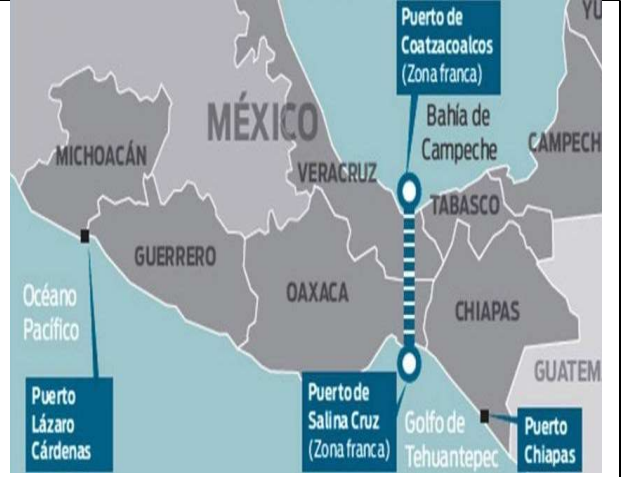 Puerto de
Coatzacoalcos
(Zona franca)
YU
MÉXICO
Bahía de
Campeche
CAMPECH
MICHOACÁN
VERACRUZ
TABASCO
GUERRERO
OAXACA
CHIAPAS
Océano
Pacífico
GUATEM
Puerto
Lázaro
Cárdenas
Puerto de
Salina Cruz
(Zona franca)
Golfo de
Tehuantepec
Puerto
Chiapas